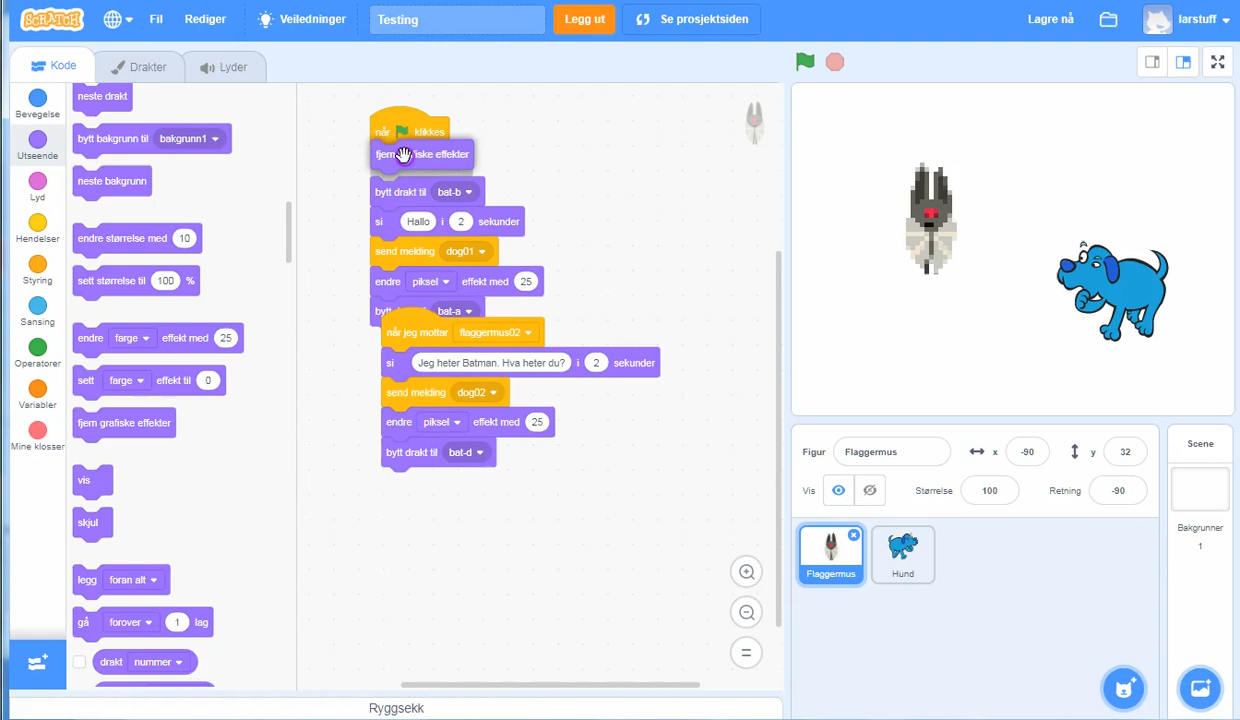 SCRATCH Fil Rediger Veiledninger Testing Legg ut Se prosjektsiden Lagre nå larstuff
Kode Drakter Lyder
Bevegelse
Utseende
Lyd
Hendelser
Styring
Sansing
Operatorer
Variabler
Mine klosser
neste drakt
bytt bakgrunn til bakgrunn1
neste bakgrunn
endre størrelse med 10
sett størrelse til 100 %
endre farge effekt med 25
sett farge effekt til 0
fjern grafiske effekter
vis
skjul
legg foran alt
gå forover 1 lag
drakt nummer
når klikkes
fjern iske effekter
bytt drakt til bat-b
si Hallo i 2 sekunder
send melding dog01
endre piksel effekt med 25
bytt bat-a
når jeg mottar flaggermus02
si Jeg heter Batman. Hva heter du? i 2 sekunder
send melding dog02
endre piksel effekt med 25
bytt drakt til bat-d
Ryggsekk
Figur Flaggermus x -90 y 32
Vis Størrelse 100 Retning -90
Flaggermus
Hund
Scene
Bakgrunner
1